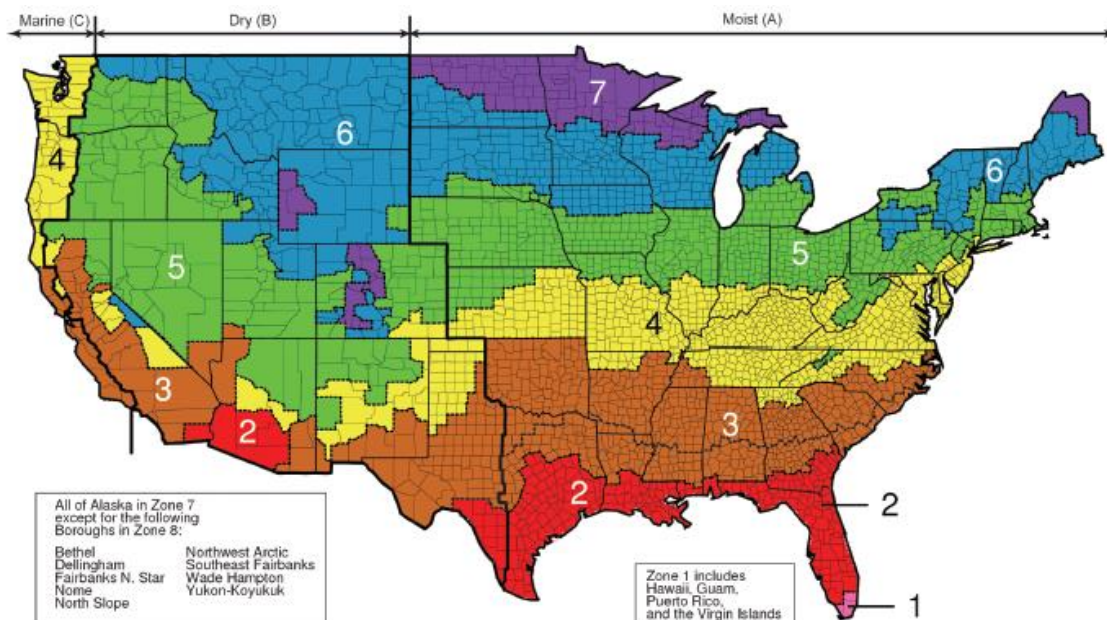 Marine (C)
Dry (B)
Moist (A)
7
6
4
6
5
5
4
3
3
2
2
2
1
All of Alaska in Zone 7
except for the following
Boroughs in Zone 8:
Bethel
Dellingham
Fairbanks N. Star
Nome
North Slope
Northwest Arctic
Southeast Fairbanks
Wade Hampton
Yukon-Koyukuk
Zone 1 includes
Hawaii, Guam,
Puerto Rico,
and the Virgin Islands